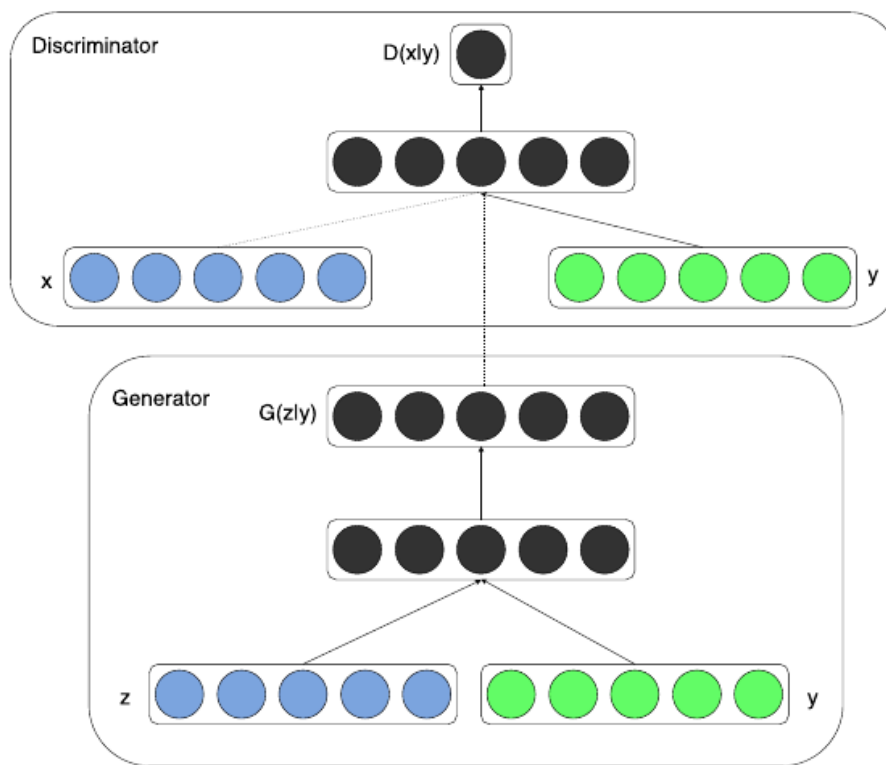 Discriminator
D(x|y)
x
y
Generator
G(z|y)
z
y